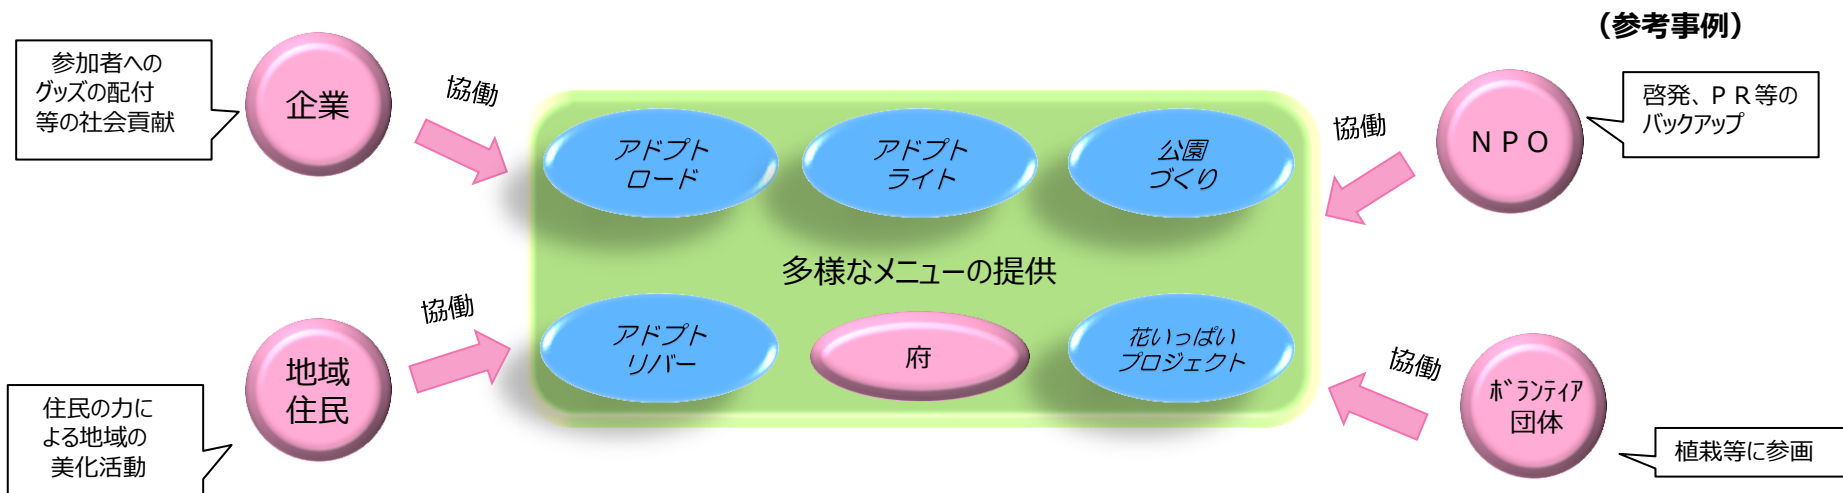 （参考事例）
参加者への
グッズの配付
等の社会貢献
企業
協働
アドプト
ロード
アドプト
ライト
公園
づくり
協働
ＮＰＯ
啓発、ＰＲ等の
バックアップ
多様なメニューの提供
住民の力に
よる地域の
美化活動
地域
住民
協働
アドプト
リバー
府
花いっぱい
プロジェクト
協働
ﾎﾞﾗﾝﾃｨｱ
団体
植栽等に参画